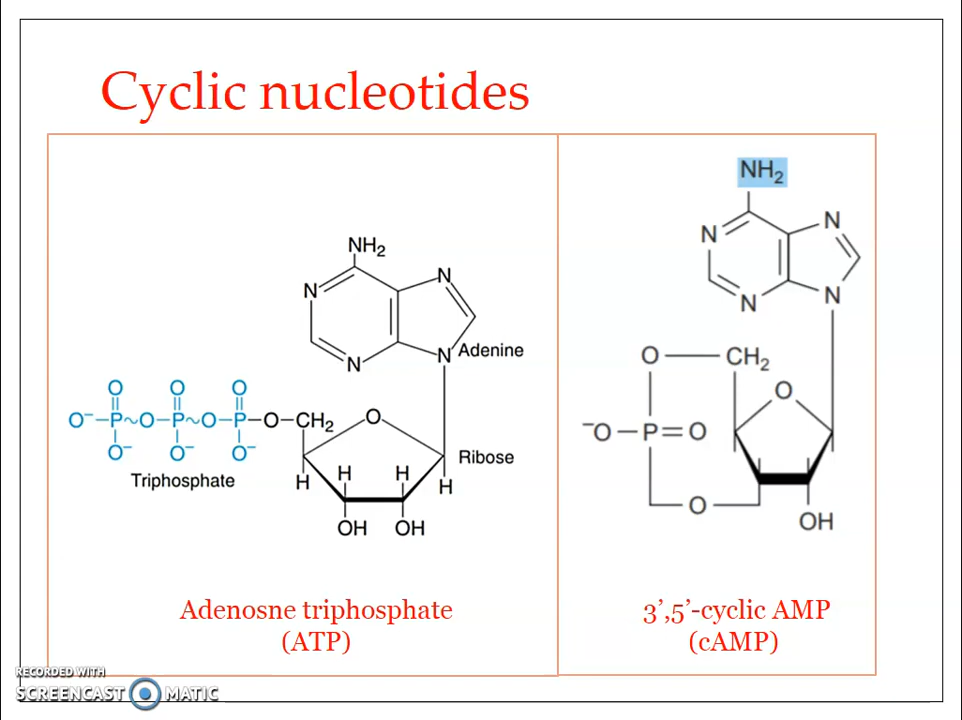 Cyclic nucleotides
NH2
N
N
N
N
Adenine
O O O
O⁻—P~O—P~O—P—O—CH2
O⁻ O⁻ O⁻
Triphosphate
O
Ribose
H H H H
OH OH
Adenosne triphosphate
(ATP)
NH2
N
N
N
N
O CH2
O
⁻O—P=O
O
OH
3’,5’-cyclic AMP
(cAMP)
RECORDED WITH
SCREENCAST MATIC